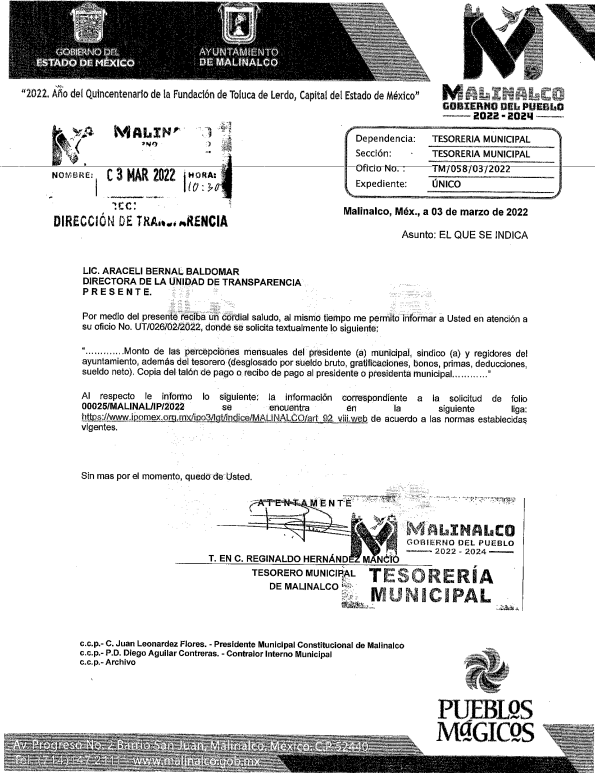 GOBIERNO DEL
ESTADO DE MÉXICO
AYUNTAMIENTO
DE MALINALCO
MALINALCO
GOBIERNO DEL PUEBLO
2022 - 2024
"2022. Año del Quincentenario de la Fundación de Toluca de Lerdo, Capital del Estado de México"
NOMBRE:
03 MAR 2022
HORA:
10:30
DIRECCIÓN DE TRANSPARENCIA
Dependencia: TESORERIA MUNICIPAL
Sección: TESORERIA MUNICIPAL
Oficio No. : TM/058/03/2022
Expediente: ÚNICO
Malinalco, Méx., a 03 de marzo de 2022
Asunto: EL QUE SE INDICA
LIC. ARACELI BERNAL BALDOMAR
DIRECTORA DE LA UNIDAD DE TRANSPARENCIA
P R E S E N T E.
Por medio del presente reciba un cordial saludo, al mismo tiempo me permito informar a Usted en atención a
su oficio No. UT/026/02/2022, donde se solicita textualmente lo siguiente:
"………….Monto de las percepciones mensuales del presidente (a) municipal, sindico (a) y regidores del
ayuntamiento, además del tesorero (desglosado por sueldo bruto, gratificaciones, bonos, primas, deducciones,
sueldo neto). Copia del talón de pago o recibo de pago al presidente o presidenta municipal…………"
Al respecto le informo lo siguiente: la información correspondiente a la solicitud de folio
00025/MALINAL/IP/2022 se encuentra en la siguiente liga:
https://www.ipomex.org.mx/ipo3/lgt/indice/MALINALCO/art_92_viii.web de acuerdo a las normas establecidas
vigentes.
Sin mas por el momento, quedo de Usted.
A T E N T A M E N T E
T. EN C. REGINALDO HERNÁNDEZ MANCIO
TESORERO MUNICIPAL
DE MALINALCO
MALINALCO
GOBIERNO DEL PUEBLO
2022 - 2024
TESORERÍA
MUNICIPAL
c.c.p.- C. Juan Leonardez Flores. - Presidente Municipal Constitucional de Malinalco
c.c.p.- P.D. Diego Aguilar Contreras. - Contralor Interno Municipal
c.c.p.- Archivo
PUEBLOS
MÁGICOS
Av. Progreso No. 2 Barrio San Juan, Malinalco, México, C.P 52440
Tel. (714)147 2111 www.malinalco.gob.mx